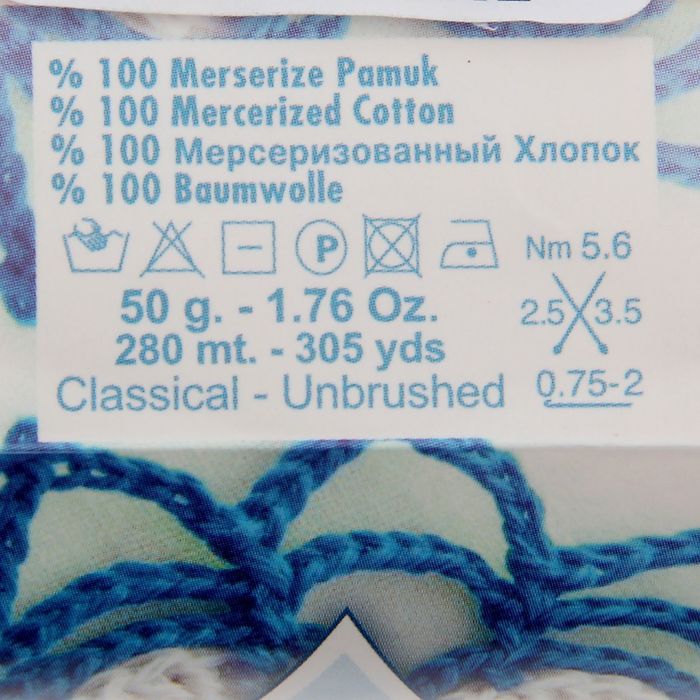 % 100 Merserize Pamuk
% 100 Mercerized Cotton
% 100 Мерсеризованный Хлопок
% 100 Baumwolle
P
Nm 5.6
50 g. - 1.76 Oz.
2.5 3.5
280 mt. - 305 yds
Classical - Unbrushed
0.75-2